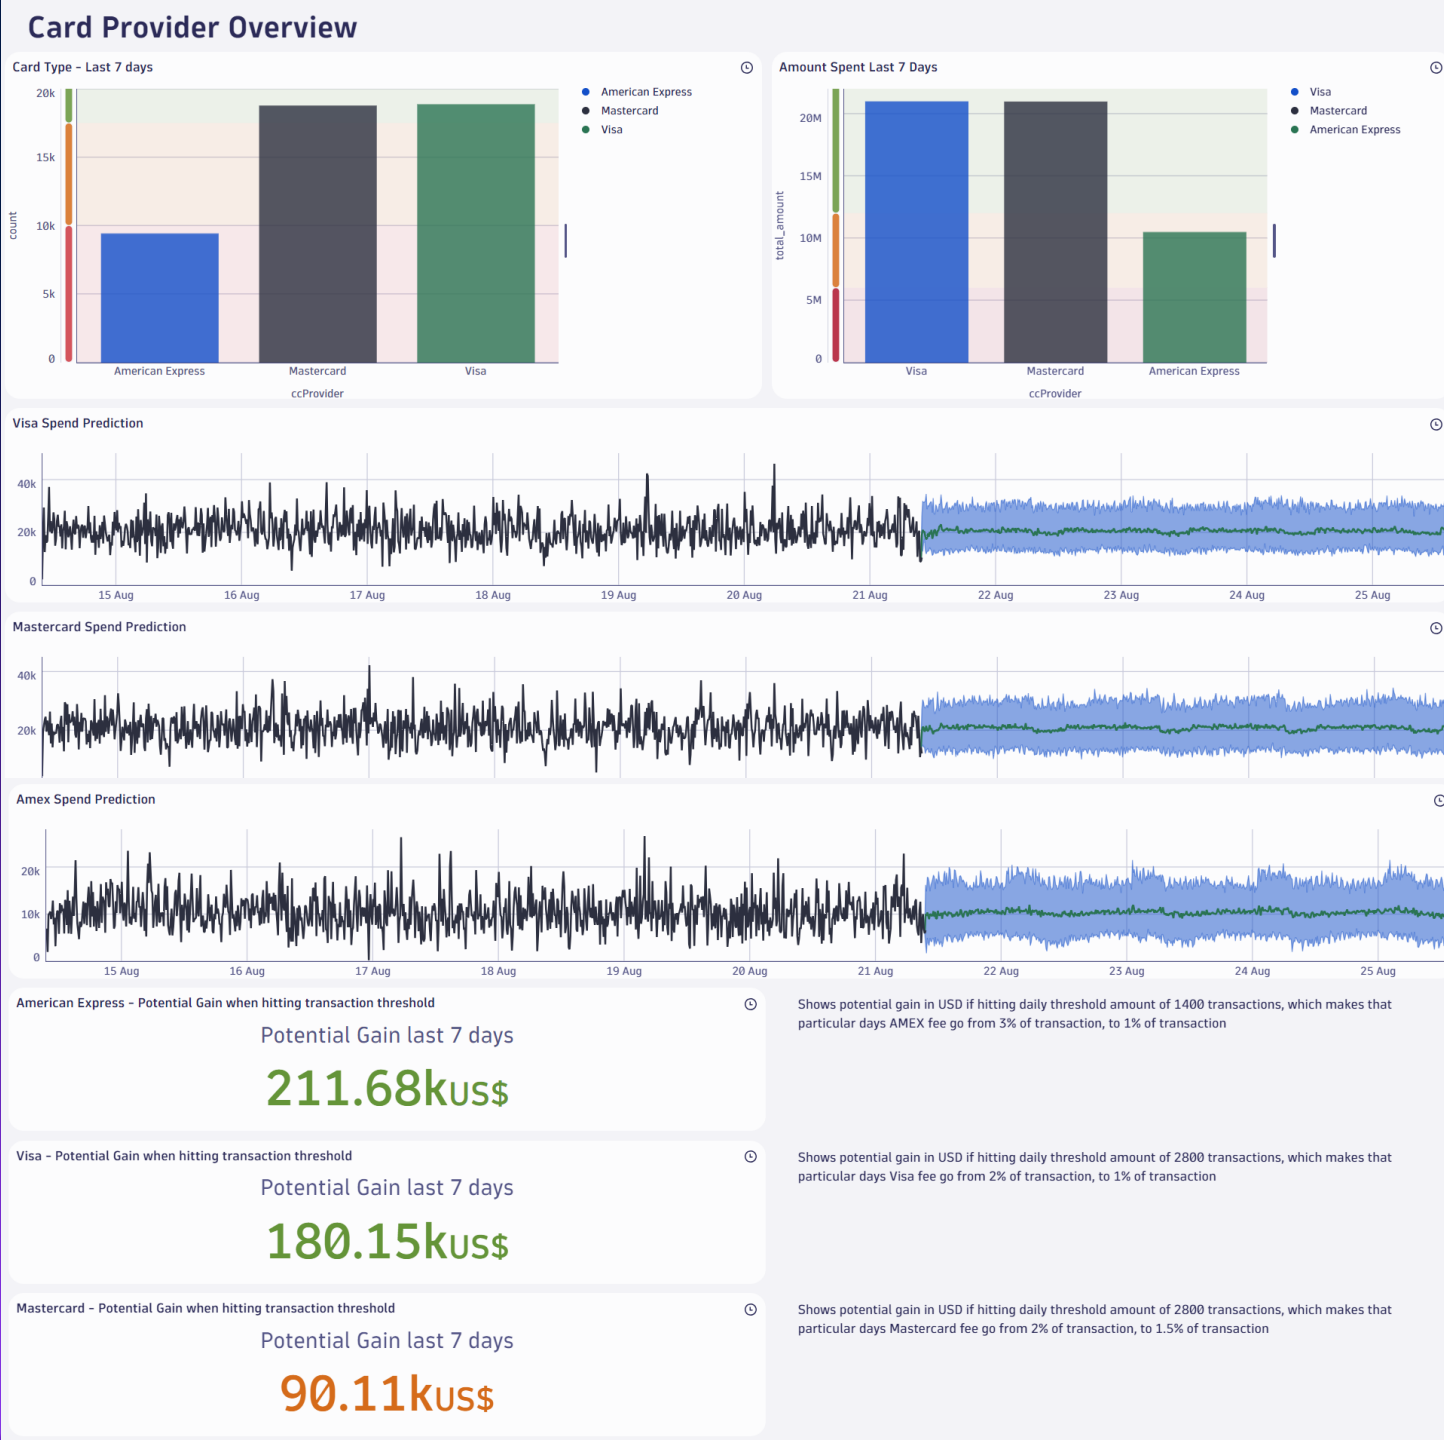 Card Provider Overview
Card Type - Last 7 days
20k
15k
10k
5k
0
count
American Express
Mastercard
Visa
ccProvider
American Express
Mastercard
Visa
Amount Spent Last 7 Days
20M
15M
10M
5M
0
total_amount
Visa
Mastercard
American Express
ccProvider
Visa
Mastercard
American Express
Visa Spend Prediction
40k
20k
0
15 Aug 16 Aug 17 Aug 18 Aug 19 Aug 20 Aug 21 Aug 22 Aug 23 Aug 24 Aug 25 Aug
Mastercard Spend Prediction
40k
20k
Amex Spend Prediction
20k
10k
0
15 Aug 16 Aug 17 Aug 18 Aug 19 Aug 20 Aug 21 Aug 22 Aug 23 Aug 24 Aug 25 Aug
American Express - Potential Gain when hitting transaction threshold
Potential Gain last 7 days
211.68kUS$
Shows potential gain in USD if hitting daily threshold amount of 1400 transactions, which makes that
particular days AMEX fee go from 3% of transaction, to 1% of transaction
Visa - Potential Gain when hitting transaction threshold
Potential Gain last 7 days
180.15kUS$
Shows potential gain in USD if hitting daily threshold amount of 2800 transactions, which makes that
particular days Visa fee go from 2% of transaction, to 1% of transaction
Mastercard - Potential Gain when hitting transaction threshold
Potential Gain last 7 days
90.11kUS$
Shows potential gain in USD if hitting daily threshold amount of 2800 transactions, which makes that
particular days Mastercard fee go from 2% of transaction, to 1.5% of transaction